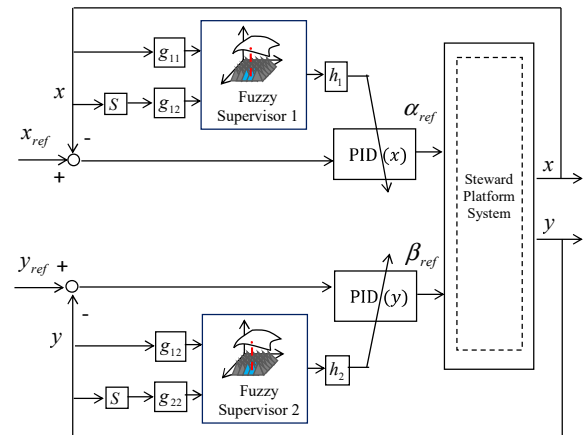 g11
h1
Fuzzy
Supervisor 1
x
S
g12
αref
xref
-
+
PID (x)
Steward
Platform
System
x
y
yref
+
βref
PID (y)
-
y
g12
h2
S
g22
Fuzzy
Supervisor 2